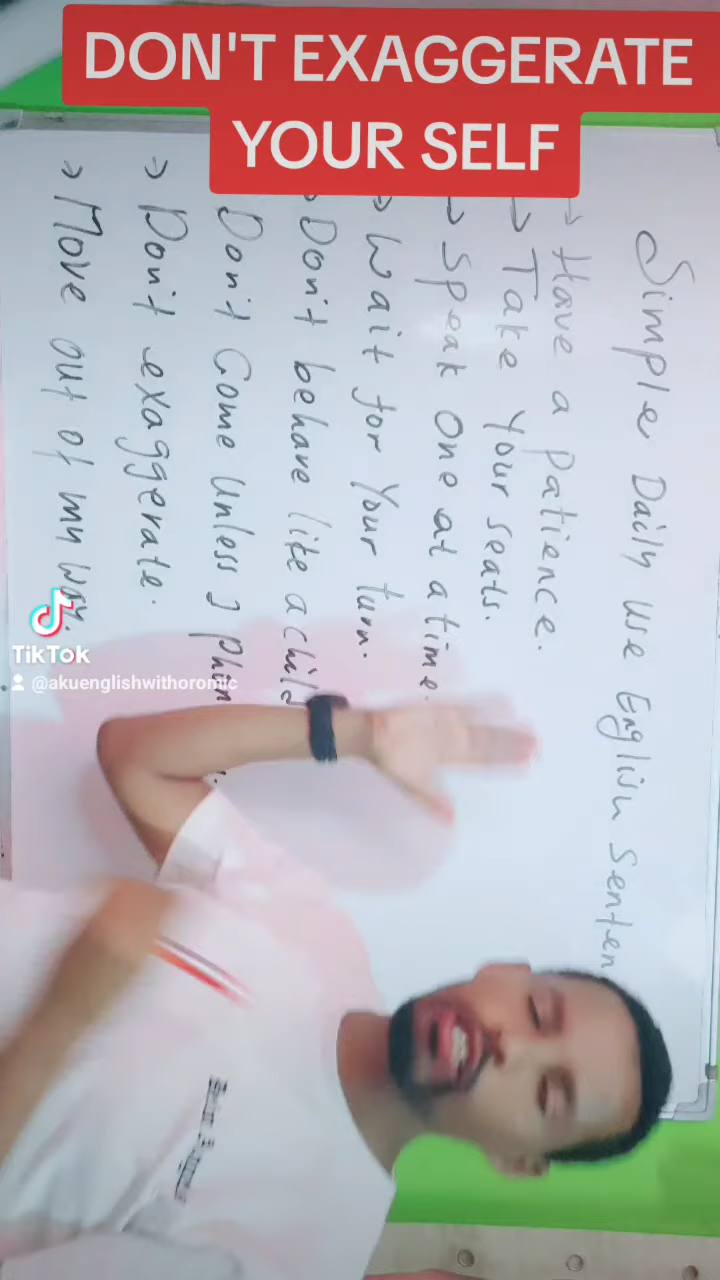 DON'T EXAGGERATE
YOUR SELF
Simple Daily use English Senten
→ Have a patience.
→ Take your seats.
→ Speak one at a time.
→ Wait for your turn.
→ Don't behave like a child
Don't Come Unless I
→ Don't exaggerate.
→ Move out of my way.
TikTok
@akuenglishwithoromic